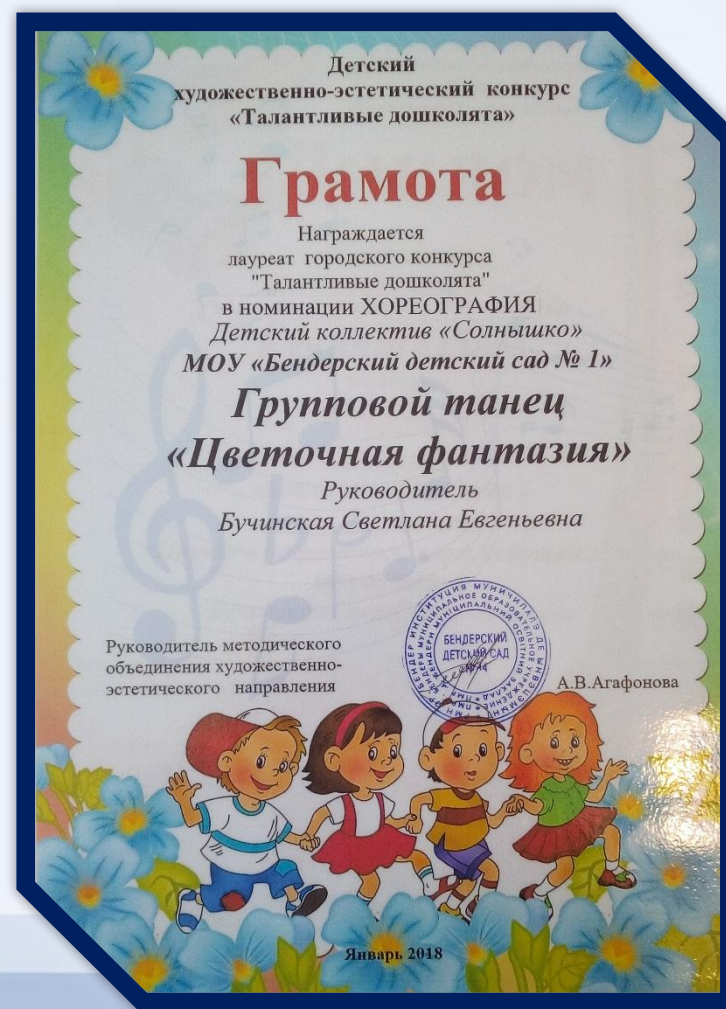 Детский
художественно-эстетический конкурс
«Талантливые дошколята»
Грамота
Награждается
лауреат городского конкурса
"Талантливые дошколята"
в номинации ХОРЕОГРАФИЯ
Детский коллектив «Солнышко»
МОУ «Бендерский детский сад № 1»
Групповой танец
«Цветочная фантазия»
Руководитель
Бучинская Светлана Евгеньевна
БЕНДЕРСКИЙ
ДЕТСКИЙ САД
Руководитель методического
объединения художественно-
эстетического направления
А.В.Агафонова
Январь 2018